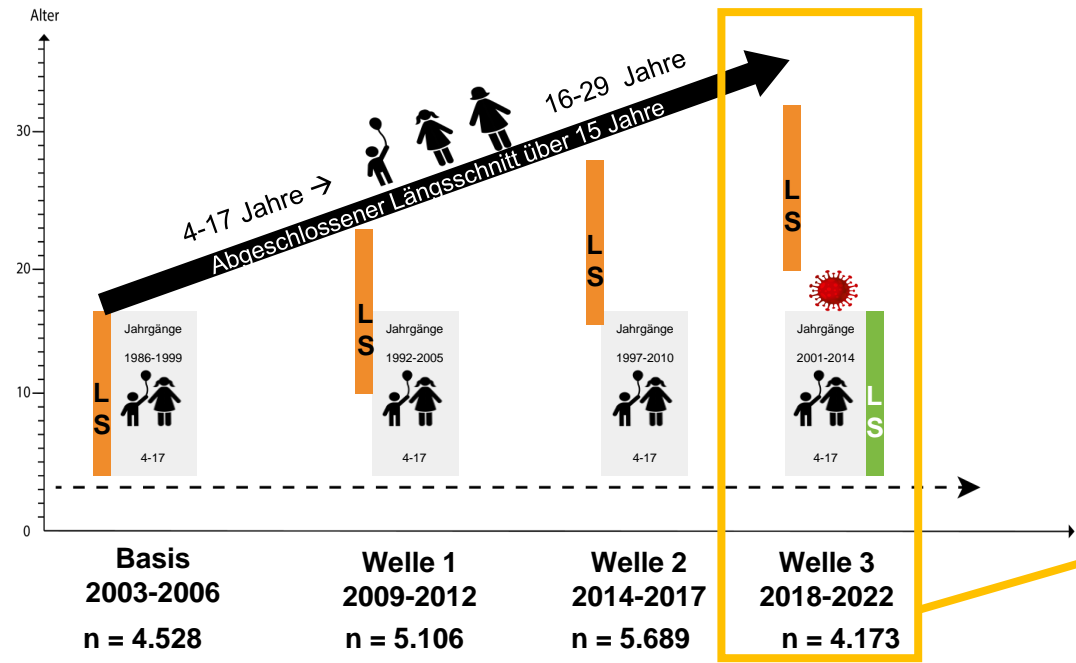 Alter
30
20
10
0
4-17 Jahre →
16-29 Jahre
Abgeschlossener Längsschnitt über 15 Jahre
L
S
Jahrgänge
1986-1999
4-17
L
S
Jahrgänge
1992-2005
4-17
L
S
Jahrgänge
1997-2010
4-17
L
S
Jahrgänge
2001-2014
4-17
L
S
Basis
2003-2006
n = 4.528
Welle 1
2009-2012
n = 5.106
Welle 2
2014-2017
n = 5.689
Welle 3
2018-2022
n = 4.173